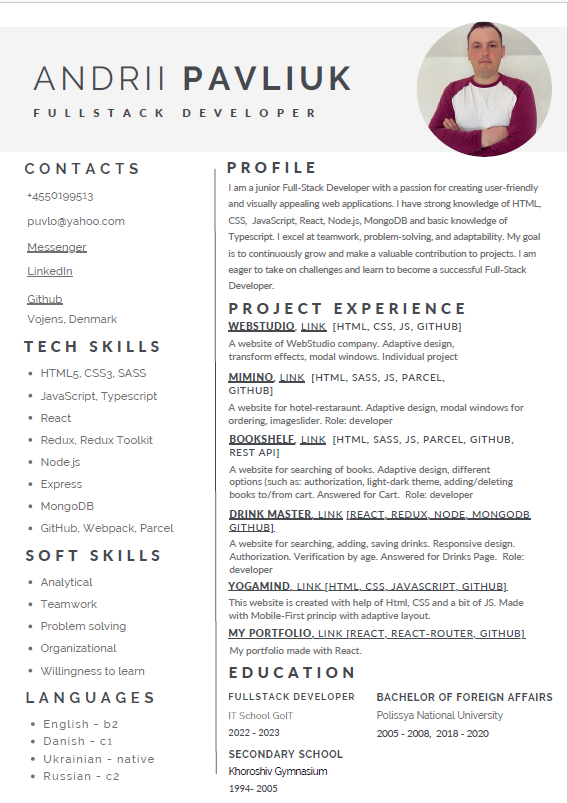 ANDRII PAVLIUK
FULLSTACK DEVELOPER
CONTACTS
+4550199513
puvlo@yahoo.com
Messenger
LinkedIn
Github
Vojens, Denmark
TECH SKILLS
• HTML5, CSS3, SASS
• JavaScript, Typescript
• React
• Redux, Redux Toolkit
• Node.js
• Express
• MongoDB
• GitHub, Webpack, Parcel
SOFT SKILLS
• Analytical
• Teamwork
• Problem solving
• Organizational
• Willingness to learn
LANGUAGES
• English - b2
• Danish - c1
• Ukrainian - native
• Russian - c2
PROFILE
I am a junior Full-Stack Developer with a passion for creating user-friendly
and visually appealing web applications. I have strong knowledge of HTML,
CSS, JavaScript, React, Node.js, MongoDB and basic knowledge of
Typescript. I excel at teamwork, problem-solving, and adaptability. My goal
is to continuously grow and make a valuable contribution to projects. I am
eager to take on challenges and learn to become a successful Full-Stack
Developer.
PROJECT EXPERIENCE
WEBSTUDIO, LINK [HTML, CSS, JS, GITHUB]
A website of WebStudio company. Adaptive design,
transform effects, modal windows. Individual project
MIMINO, LINK [HTML, SASS, JS, PARCEL,
GITHUB]
A website for hotel-restaraunt. Adaptive design, modal windows for
ordering, imageslider. Role: developer
BOOKSHELF, LINK [HTML, SASS, JS, PARCEL, GITHUB,
REST API]
A website for searching of books. Adaptive design, different
options (such as: authorization, light-dark theme, adding/deleting
books to/from cart. Answered for Cart. Role: developer
DRINK MASTER, LINK [REACT, REDUX, NODE, MONGODB
GITHUB]
A website for searching, adding, saving drinks. Responsive design.
Authorization. Verification by age. Answered for Drinks Page. Role:
developer
YOGAMIND, LINK [HTML, CSS, JAVASCRIPT, GITHUB]
This website is created with help of Html, CSS and a bit of JS. Made
with Mobile-First princip with adaptive layout.
MY PORTFOLIO, LINK [REACT, REACT-ROUTER, GITHUB]
My portfolio made with React.
EDUCATION
FULLSTACK DEVELOPER
IT School GoIT
2022 - 2023
BACHELOR OF FOREIGN AFFAIRS
Polissya National University
2005 - 2008, 2018 - 2020
SECONDARY SCHOOL
Khoroshiv Gymnasium
1994- 2005